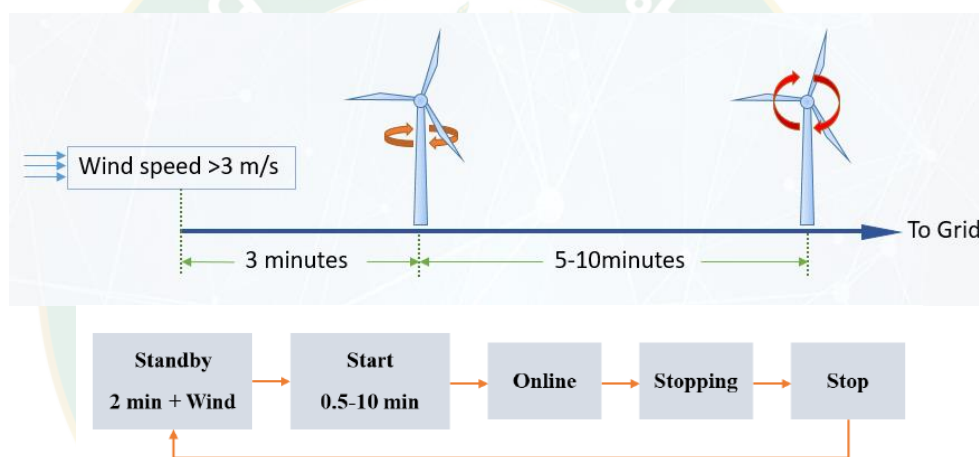 Wind speed >3 m/s
To Grid
3 minutes
5-10minutes
Standby
2 min + Wind
Start
0.5-10 min
Online
Stopping
Stop